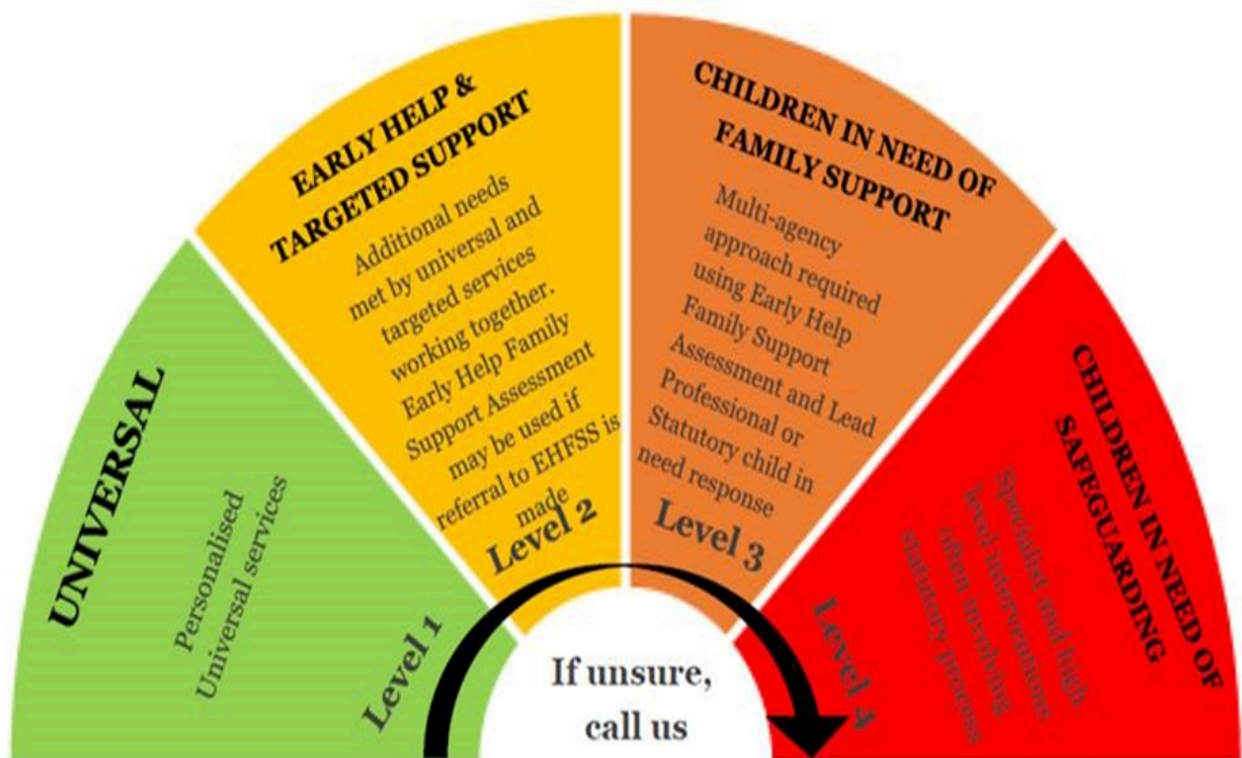 UNIVERSAL
Personalised
Universal services
Level 1
EARLY HELP &
TARGETED SUPPORT
Additional needs
met by universal and
targeted services
working together.
Early Help Family
Support Assessment
may be used if
referral to EHFSS is
made
Level 2
CHILDREN IN NEED OF
FAMILY SUPPORT
Multi-agency
approach required
using Early Help
Family Support
Assessment and Lead
Professional or
Statutory child in
need response
Level 3
CHILDREN IN NEED OF
SAFEGUARDING
Specialist and high
level interventions
often involving
statutory process
Level 4
If unsure,
call us